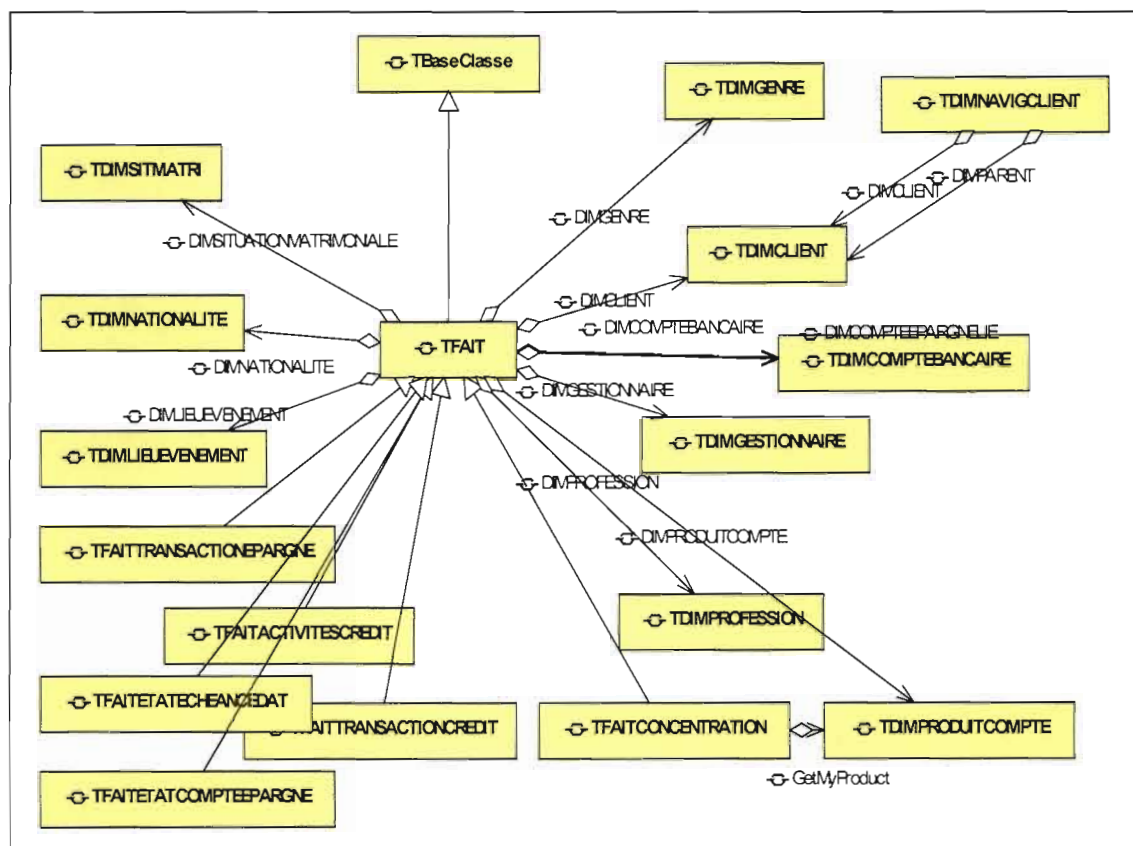 TBaseClasse
TDIMGENRE
TDIMNAVIGCLIENT
TDIMSITMATRI
DIMPARENT
DIMCLIENT
DIMGENRE
DIMSITUATIONMATRIMONIALE
TDIMCLIENT
TDIMNATIONALITE
DIMCLIENT
DIMCOMPTEBANCAIRE
DIMCOMPTEEPARGNELIE
TFAIT
TDIMCOMPTEBANCAIRE
DIMNATIONALITE
DIMGESTIONNAIRE
DIMLIEUEVENEMENT
TDIMGESTIONNAIRE
TDIMLIEUEVENEMENT
DIMPROFESSION
DIMPRODUITCOMPTE
TFAITTRANSACTIONEPARGNE
TDIMPROFESSION
TFAITACTIVITESCREDIT
TFAITETATECHEANCEDAT
FAITTRANSACTIONCREDIT
TFAITCONCENTRATION
TDIMPRODUITCOMPTE
GetMyProduct
TFAITETATCOMPTEEPARGNE